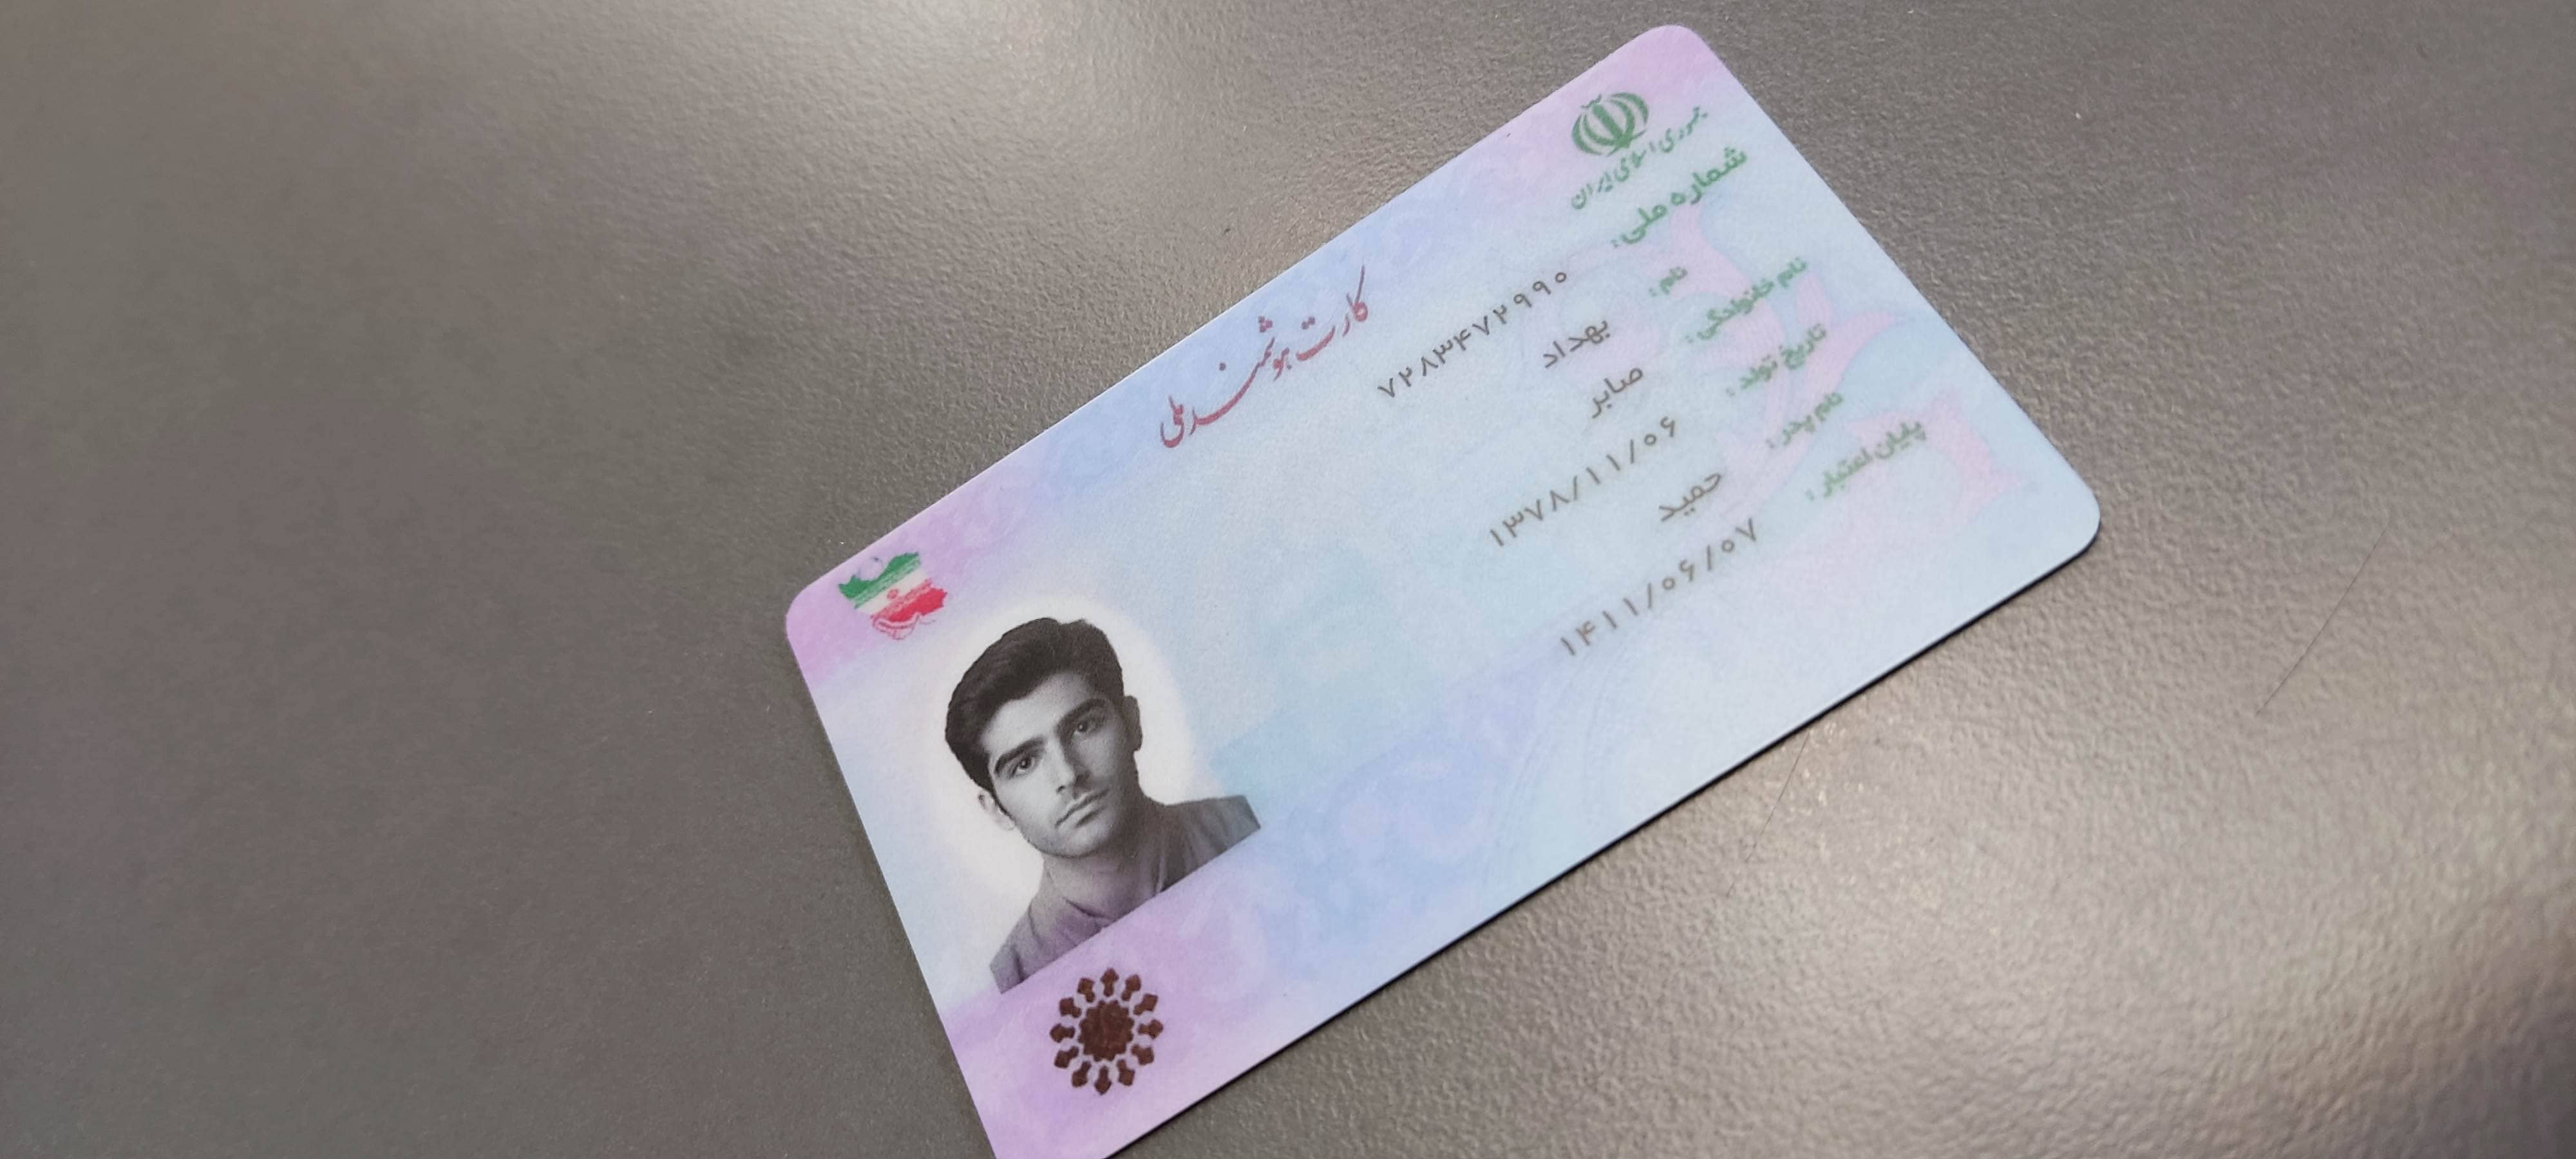 جمهوری اسلامی ایران
کارت هوشمند ملی
شماره ملی: ۷۲۸۳۴۷۲۹۹۰
نام: بهداد
نام خانوادگی: صابر
تاریخ تولد: ۱۳۷۸/۱۱/۰۶
نام پدر: حمید
پایان اعتبار: ۱۴۱۱/۰۶/۰۷